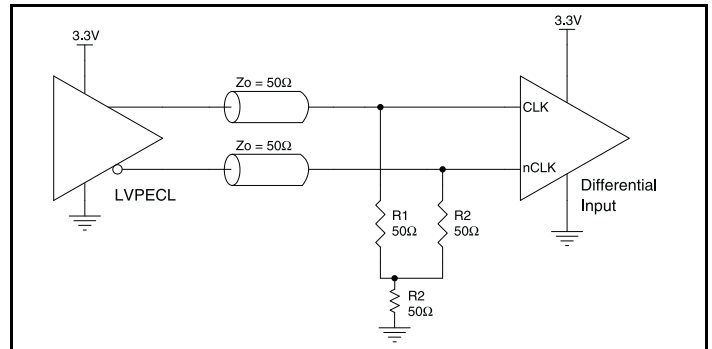 3.3V
3.3V
Zo = 50Ω
CLK
Zo = 50Ω
nCLK
LVPECL
Differential
Input
R1
50Ω
R2
50Ω
R2
50Ω